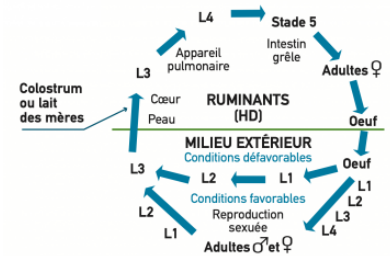 L4
Stade 5
Appareil
pulmonaire
Intestin
grêle
L3
Adultes ♀
Colostrum
ou lait
des mères
Cœur
Peau
RUMINANTS
(HD)
Oeuf
MILIEU EXTÉRIEUR
Conditions défavorables
Oeuf
L3
L2
L1
L1
L2
L3
L4
Conditions favorables
Reproduction
sexuée
L2
L1
Adultes ♂ et ♀